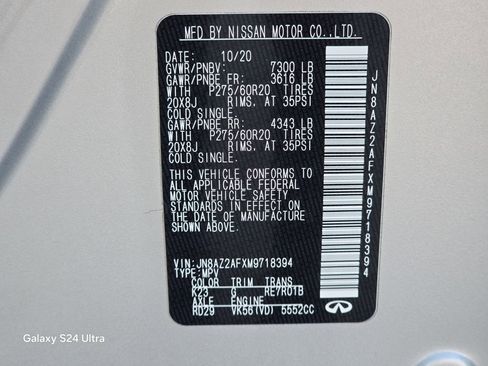 MFD BY NISSAN MOTOR CO.,LTD.
DATE: 10/20
GVWR/PNBV: 7300 LB
GAWR/PNBE FR: 3616 LB
WITH P275/60R20 TIRES
20X8J RIMS, AT 35PSI
COLD SINGLE.
GAWR/PNBE RR: 4343 LB
WITH P275/60R20 TIRES
20X8J RIMS, AT 35PSI
COLD SINGLE.
THIS VEHICLE CONFORMS TO
ALL APPLICABLE FEDERAL
MOTOR VEHICLE SAFETY
STANDARDS IN EFFECT ON
THE DATE OF MANUFACTURE
SHOWN ABOVE.
VIN:JN8AZ2AFXM9718394
TYPE:MPV
COLOR TRIM TRANS
K23 G RE7R01B
AXLE ENGINE
RD29 VK56(VD) 5552CC
JN8AZ2AFXM9718394
INFINITI
Galaxy S24 Ultra